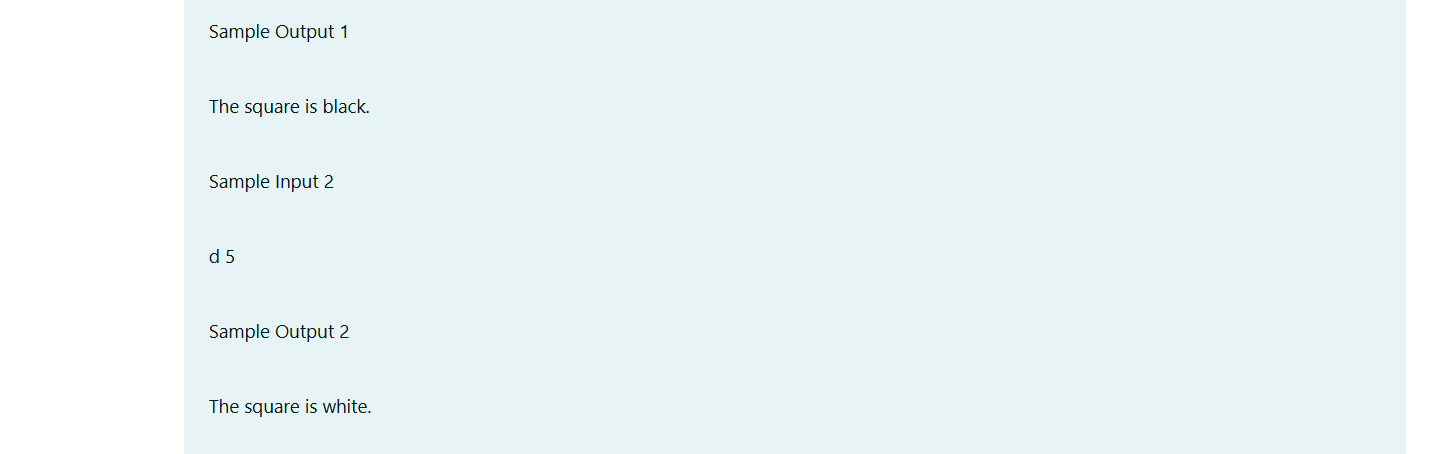 Sample Output 1
The square is black.
Sample Input 2
d 5
Sample Output 2
The square is white.